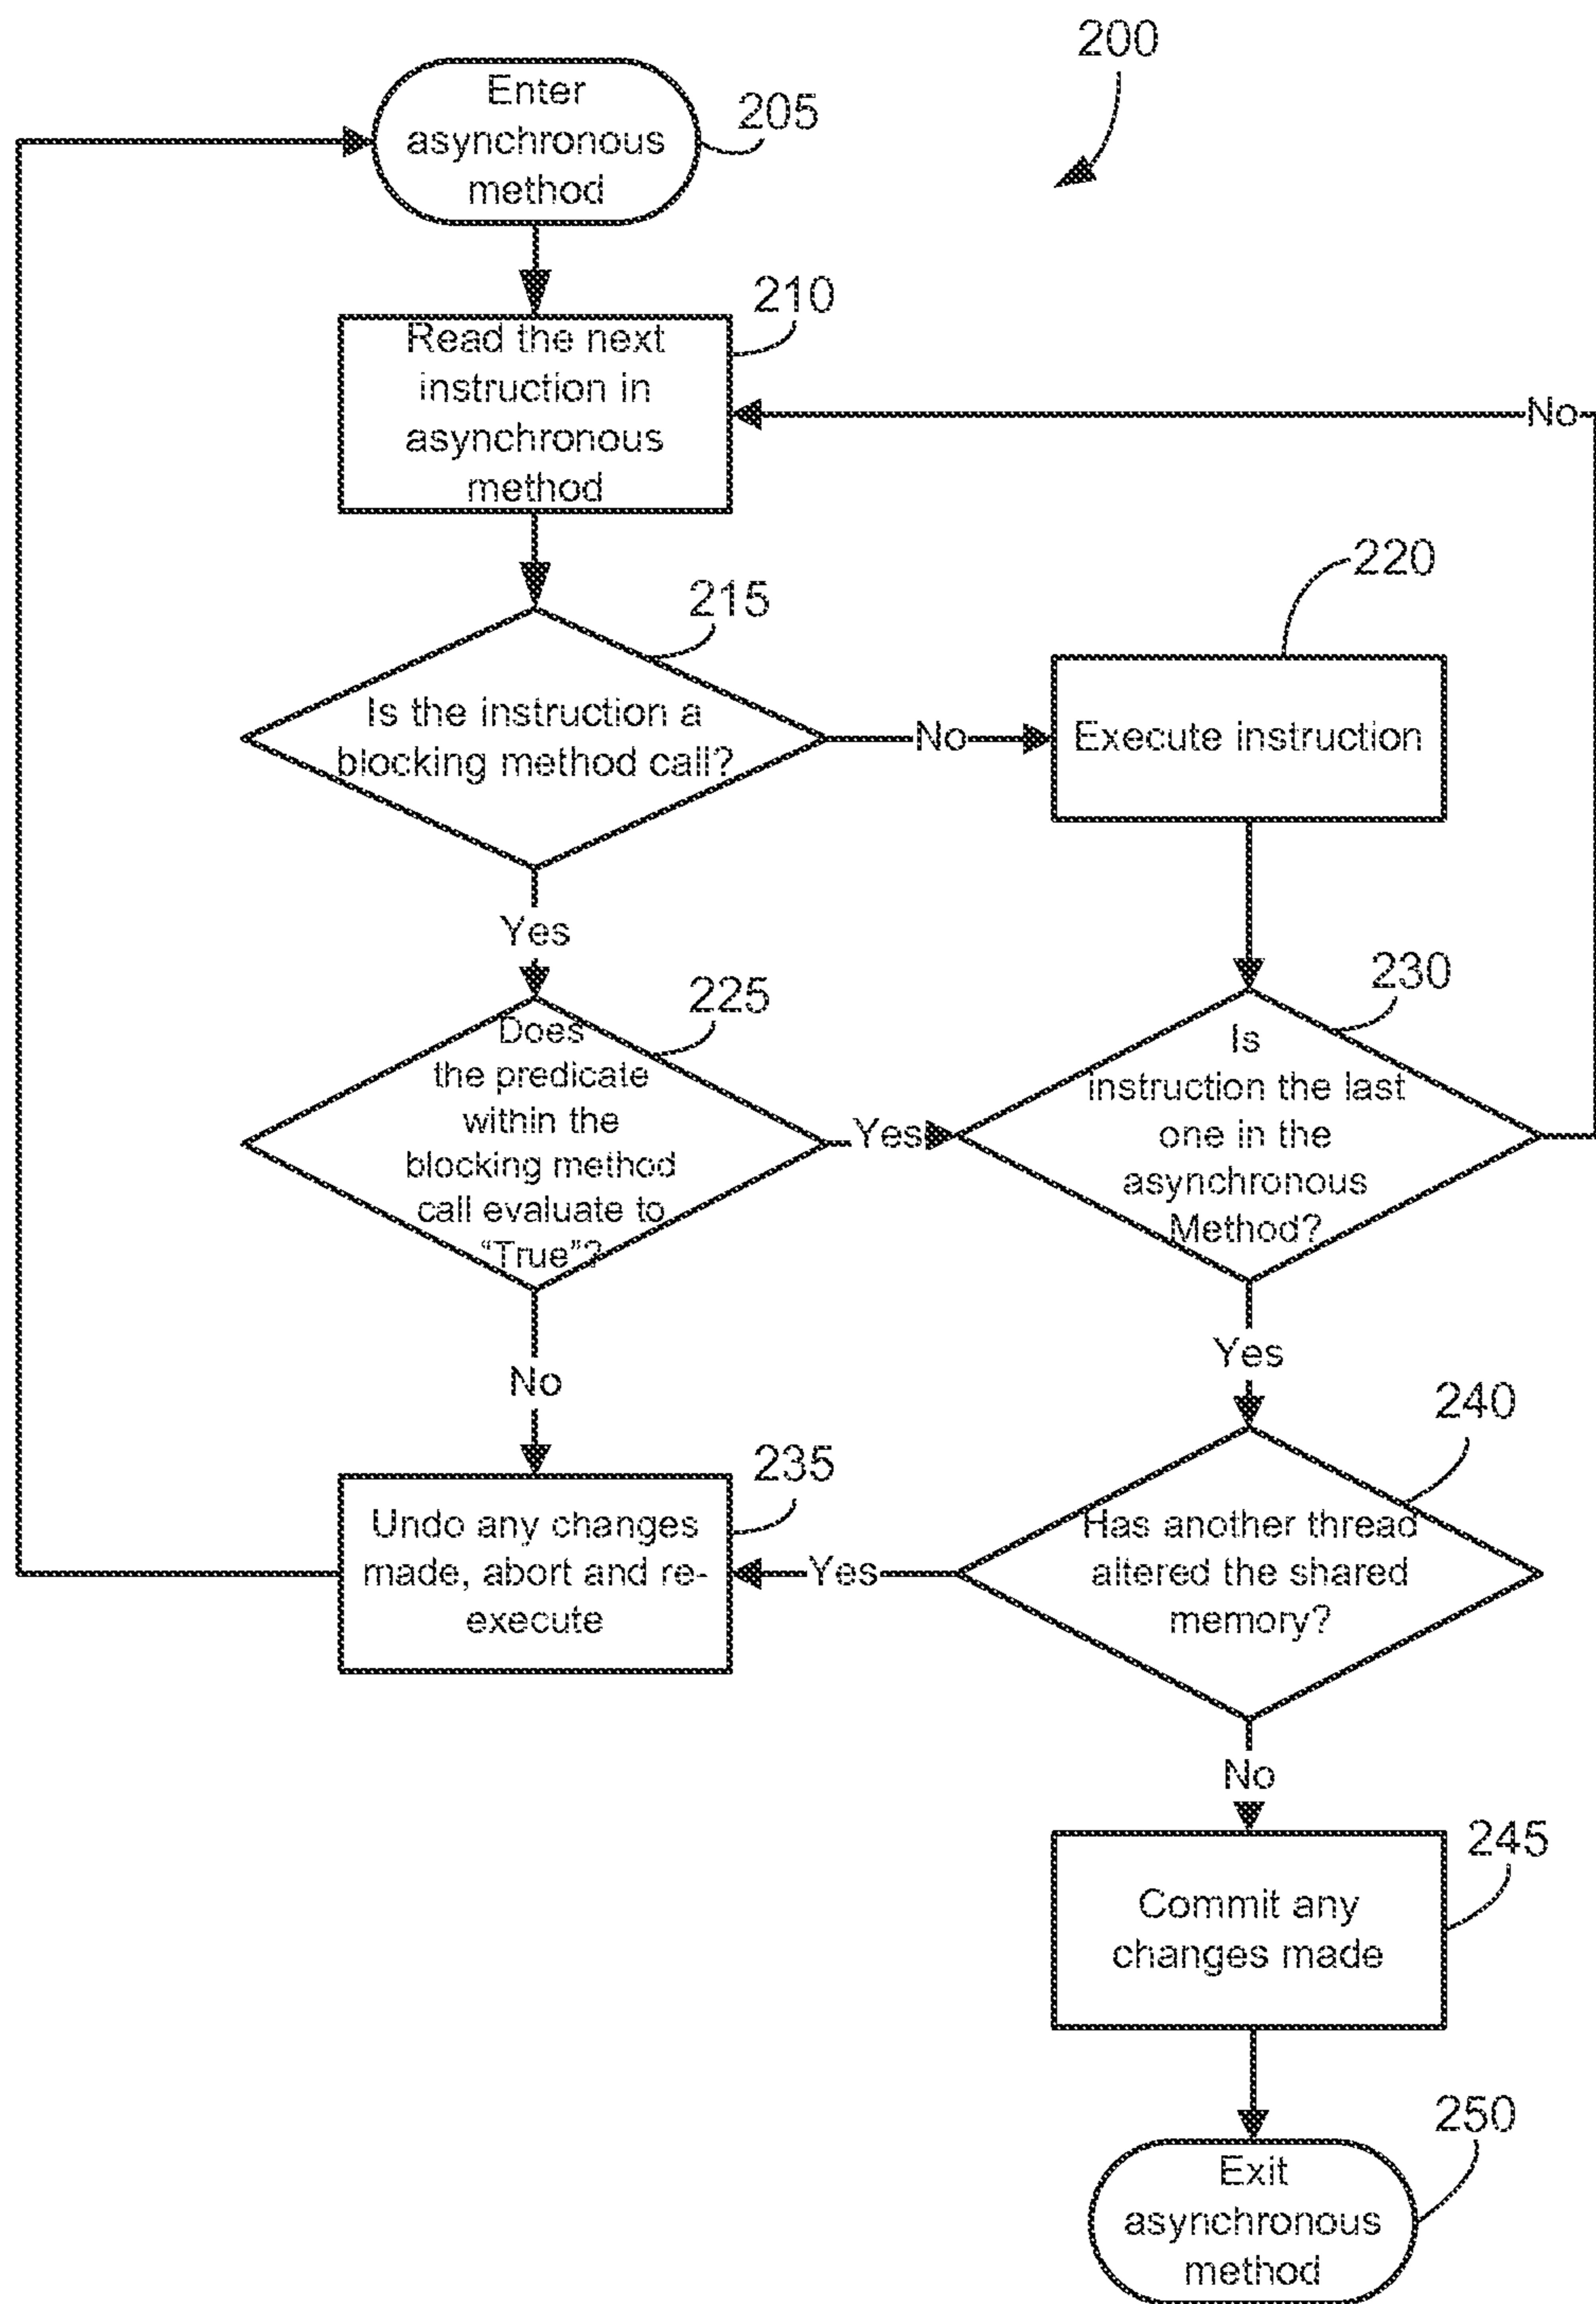 200
Enter
asynchronous
method
205
210
Read the next
instruction in
asynchronous
method
No
215
Is the instruction a
blocking method call?
No
220
Execute instruction
Yes
225
Does
the predicate
within the
blocking method
call evaluate to
“True”?
Yes
230
Is
instruction the last
one in the
asynchronous
Method?
No
Yes
235
Undo any changes
made, abort and re-
execute
Yes
240
Has another thread
altered the shared
memory?
No
245
Commit any
changes made
250
Exit
asynchronous
method